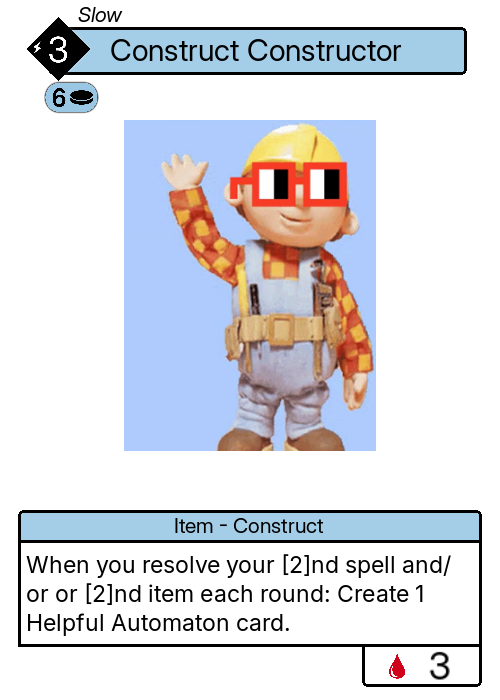 Slow
3
Construct Constructor
6
Item - Construct
When you resolve your [2]nd spell and/
or or [2]nd item each round: Create 1
Helpful Automaton card.
3